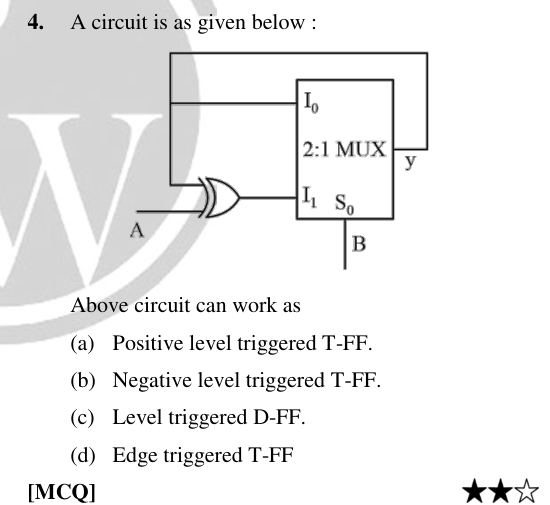 4. A circuit is as given below :
I₀
2:1 MUX
y
I₁ S₀
A
B
Above circuit can work as
(a) Positive level triggered T-FF.
(b) Negative level triggered T-FF.
(c) Level triggered D-FF.
(d) Edge triggered T-FF
[MCQ] ★★☆